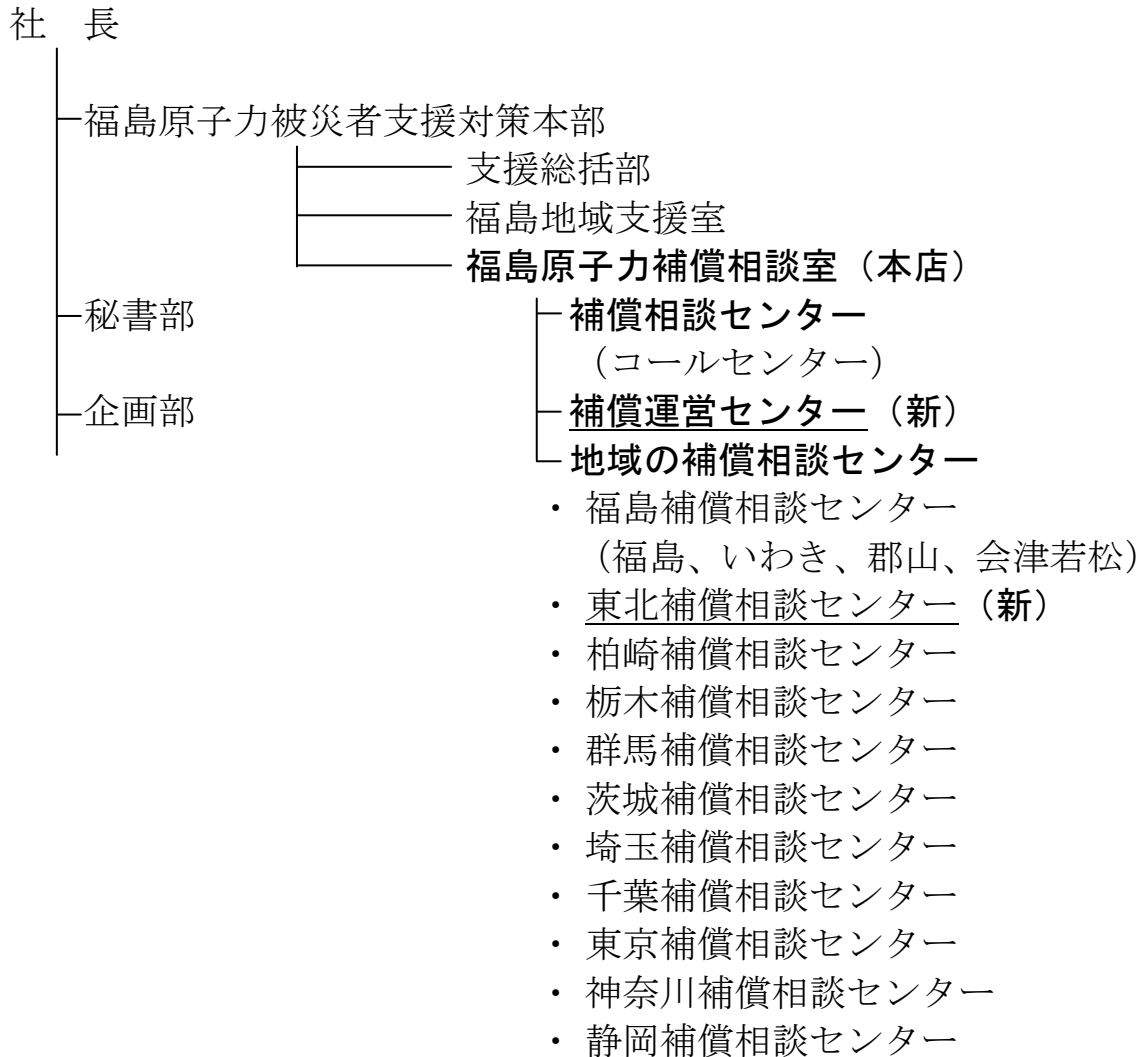 社　長
福島原子力被災者支援対策本部
支援総括部
福島地域支援室
福島原子力補償相談室（本店）
秘書部
補償相談センター
（コールセンター）
企画部
補償運営センター（新）
地域の補償相談センター
・ 福島補償相談センター
（福島、いわき、郡山、会津若松）
・ 東北補償相談センター（新）
・ 柏崎補償相談センター
・ 栃木補償相談センター
・ 群馬補償相談センター
・ 茨城補償相談センター
・ 埼玉補償相談センター
・ 千葉補償相談センター
・ 東京補償相談センター
・ 神奈川補償相談センター
・ 静岡補償相談センター